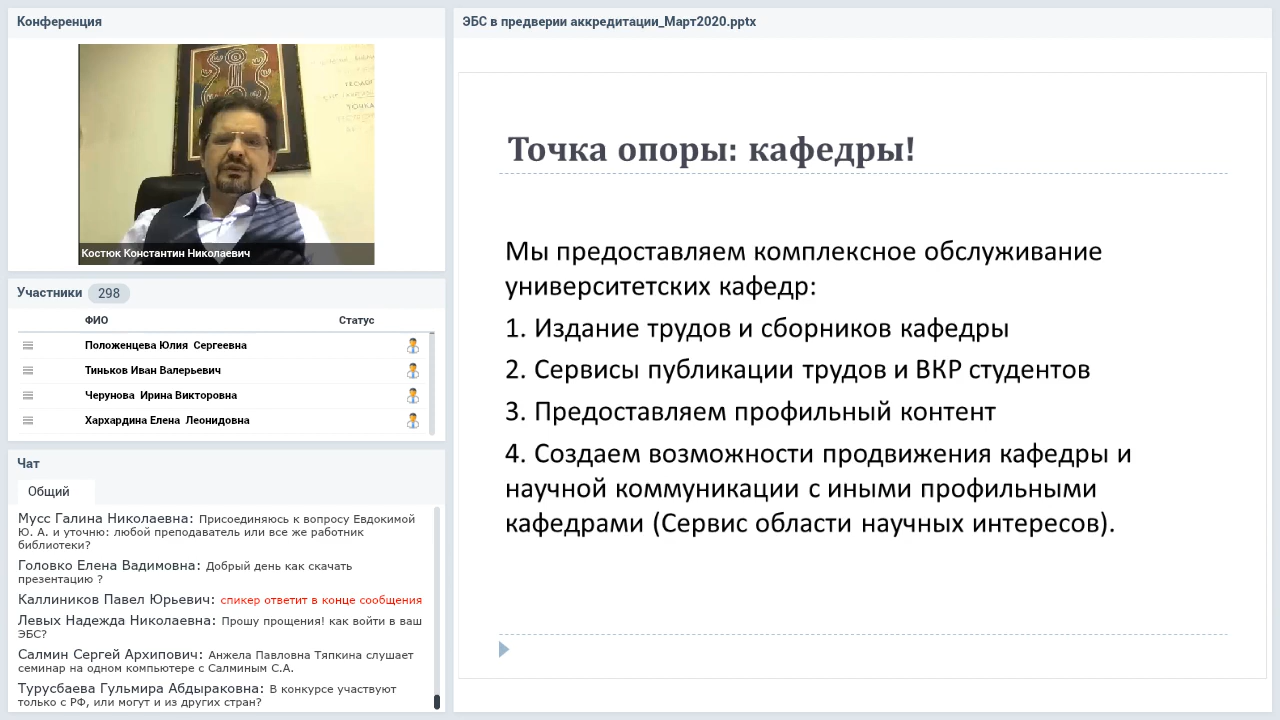 Конференция
Костюк Константин Николаевич
Участники 298
ФИО Статус
Положенцева Юлия Сергеевна
Тиньков Иван Валерьевич
Черунова Ирина Викторовна
Хархардина Елена Леонидовна
Чат
Общий
Мусс Галина Николаевна: Присоединяюсь к вопросу Евдокимой
Ю. А. и уточню: любой преподаватель или все же работник
библиотеки?
Головко Елена Вадимовна: Добрый день как скачать
презентацию ?
Каллиников Павел Юрьевич: спикер ответит в конце сообщения
Левых Надежда Николаевна: Прошу прощения! как войти в ваш
ЭБС?
Салмин Сергей Архипович: Анжела Павловна Тяпкина слушает
семинар на одном компьютере с Салминым С.А.
Турусбаева Гульмира Абдыраковна: В конкурсе участвуют
только с РФ, или могут и из других стран?
ЭБС в предверии аккредитации_Март2020.pptx
Точка опоры: кафедры!
Мы предоставляем комплексное обслуживание
университетских кафедр:
1. Издание трудов и сборников кафедры
2. Сервисы публикации трудов и ВКР студентов
3. Предоставляем профильный контент
4. Создаем возможности продвижения кафедры и
научной коммуникации с иными профильными
кафедрами (Сервис области научных интересов).